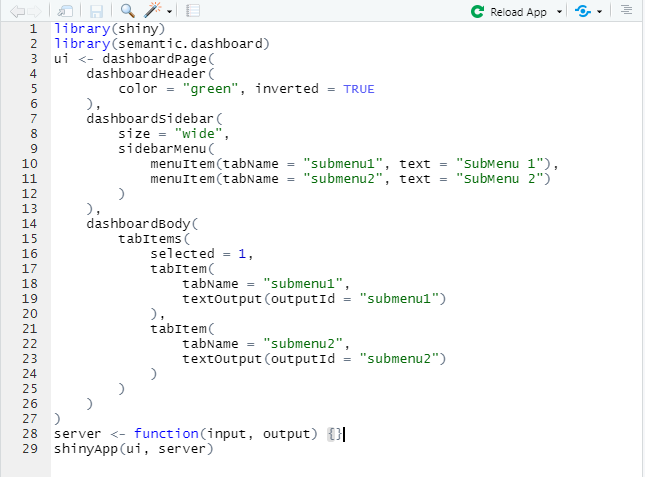 Reload App
1 library(shiny)
2 library(semantic.dashboard)
3 ui <- dashboardPage(
4     dashboardHeader(
5         color = "green", inverted = TRUE
6     ),
7     dashboardSidebar(
8         size = "wide",
9         sidebarMenu(
10             menuItem(tabName = "submenu1", text = "SubMenu 1"),
11             menuItem(tabName = "submenu2", text = "SubMenu 2")
12         )
13     ),
14     dashboardBody(
15         tabItems(
16             selected = 1,
17             tabItem(
18                 tabName = "submenu1",
19                 textOutput(outputId = "submenu1")
20             ),
21             tabItem(
22                 tabName = "submenu2",
23                 textOutput(outputId = "submenu2")
24             )
25         )
26     )
27 )
28 server <- function(input, output) {}
29 shinyApp(ui, server)